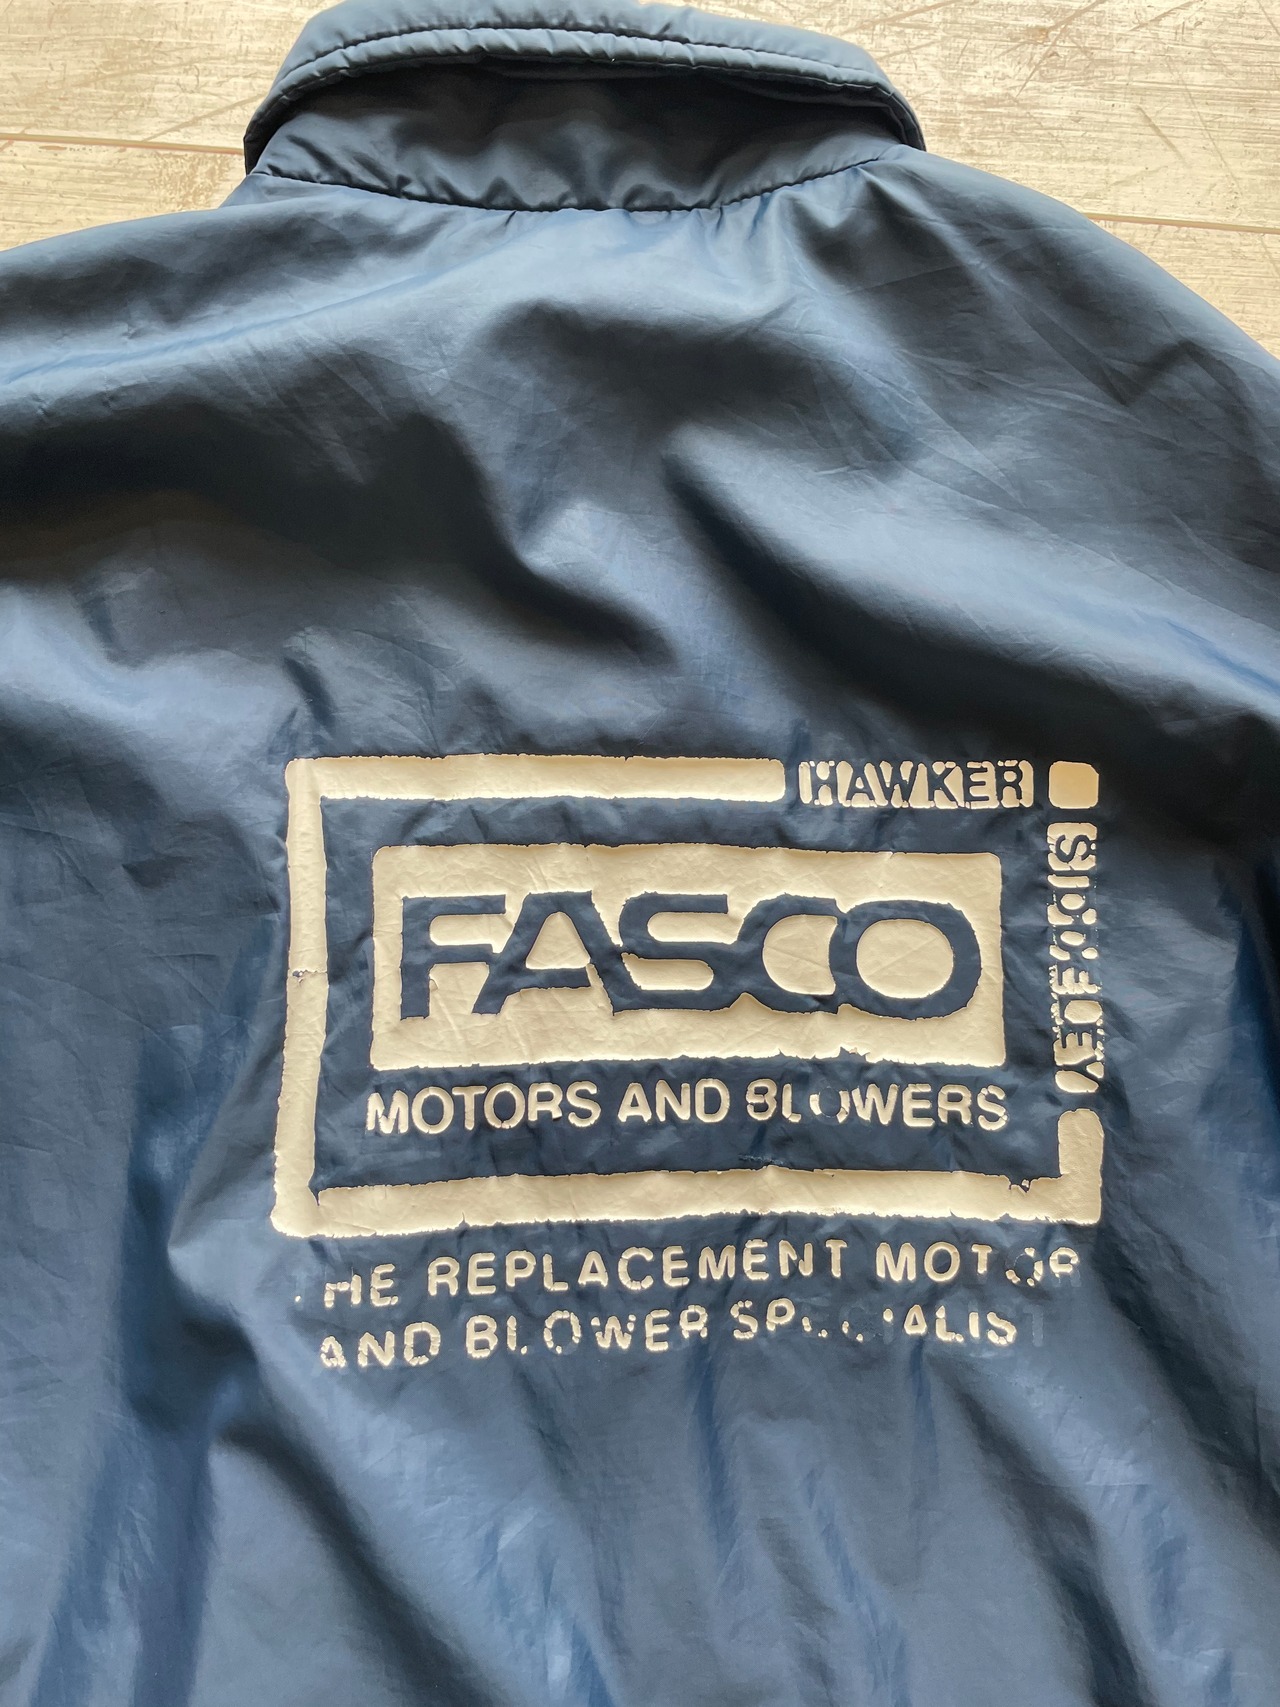 HAWKER
SIDDELEY
FASCO
MOTORS AND BLOWERS
THE REPLACEMENT MOTOR
AND BLOWER SPECIALIST